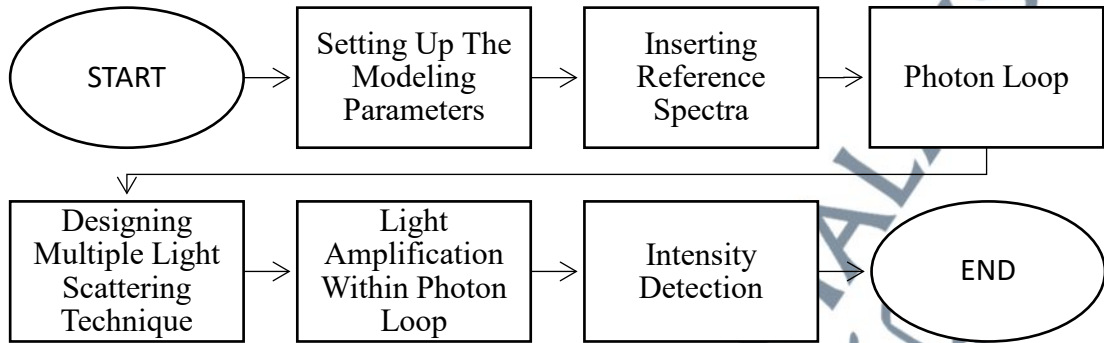 START
Setting Up The
Modeling
Parameters
Inserting
Reference
Spectra
Photon Loop
Designing
Multiple Light
Scattering
Technique
Light
Amplification
Within Photon
Loop
Intensity
Detection
END